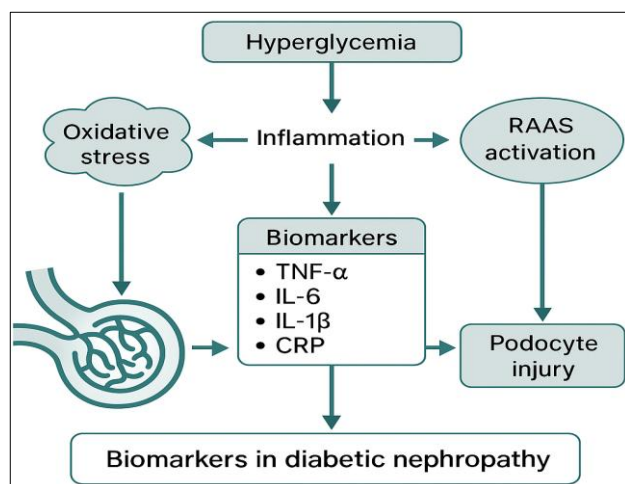 Hyperglycemia
Oxidative
stress
Inflammation
RAAS
activation
Biomarkers
• TNF-α
• IL-6
• IL-1β
• CRP
Podocyte
injury
Biomarkers in diabetic nephropathy